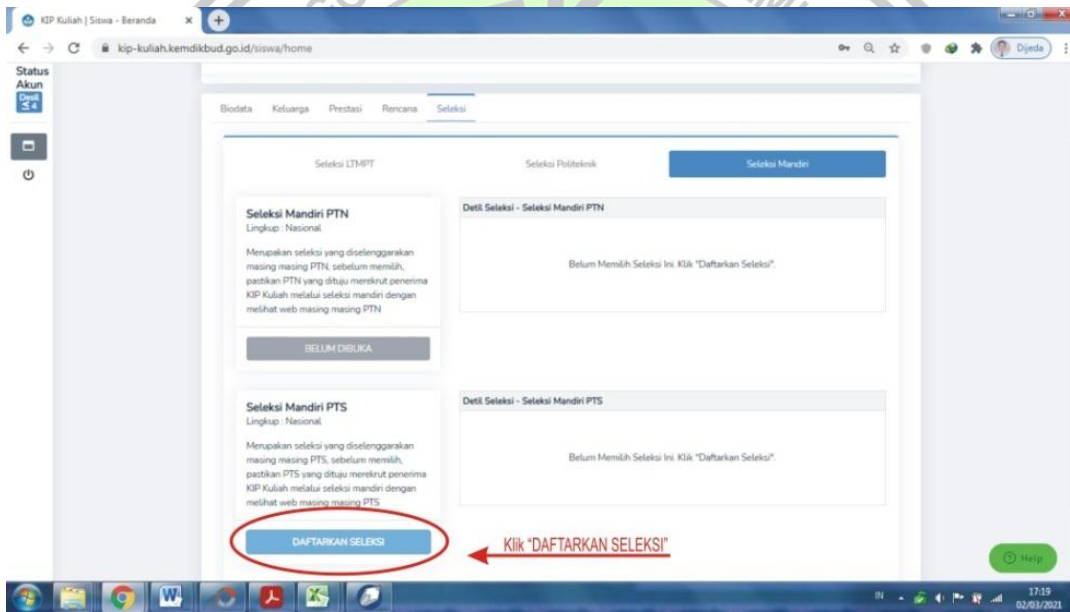 KIP Kuliah | Siswa - Beranda
kip-kuliah.kemdikbud.go.id/siswa/home
Dijeda
Status
Akun
Desil
≤ 4
Biodata Keluarga Prestasi Rencana Seleksi
Seleksi LTMPT Seleksi Politeknik Seleksi Mandiri
Seleksi Mandiri PTN
Lingkup : Nasional
Merupakan seleksi yang diselenggarakan
masing masing PTN, sebelum memilih,
pastikan PTN yang dituju merekrut penerima
KIP Kuliah melalui seleksi mandiri dengan
melihat web masing masing PTN
BELUM DIBUKA
Detil Seleksi - Seleksi Mandiri PTN
Belum Memilih Seleksi Ini. Klik "Daftarkan Seleksi".
Seleksi Mandiri PTS
Lingkup : Nasional
Merupakan seleksi yang diselenggarakan
masing masing PTS, sebelum memilih,
pastikan PTS yang dituju merekrut penerima
KIP Kuliah melalui seleksi mandiri dengan
melihat web masing masing PTS
DAFTARKAN SELEKSI
Detil Seleksi - Seleksi Mandiri PTS
Belum Memilih Seleksi Ini. Klik "Daftarkan Seleksi".
Klik "DAFTARKAN SELEKSI"
Help
IN
17:19
02/03/2021